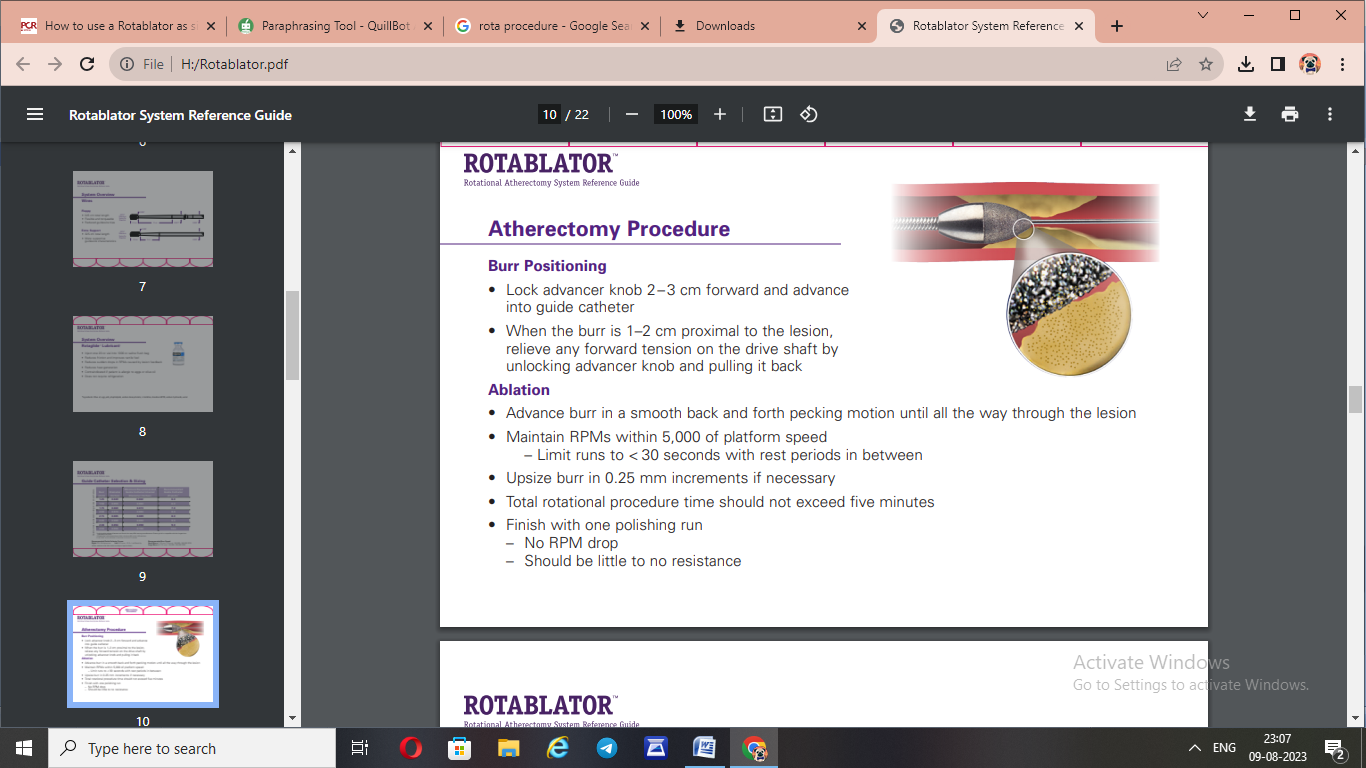 How to use a Rotablator as s
Paraphrasing Tool - QuillBot
rota procedure - Google Sea
Downloads
Rotablator System Reference
File
H:/Rotablator.pdf
Rotablator System Reference Guide
10 / 22
100%
7
8
9
10
ROTABLATOR™
Rotational Atherectomy System Reference Guide
Atherectomy Procedure
Burr Positioning
• Lock advancer knob 2–3 cm forward and advance
into guide catheter
• When the burr is 1–2 cm proximal to the lesion,
relieve any forward tension on the drive shaft by
unlocking advancer knob and pulling it back
Ablation
• Advance burr in a smooth back and forth pecking motion until all the way through the lesion
• Maintain RPMs within 5,000 of platform speed
– Limit runs to < 30 seconds with rest periods in between
• Upsize burr in 0.25 mm increments if necessary
• Total rotational procedure time should not exceed five minutes
• Finish with one polishing run
– No RPM drop
– Should be little to no resistance
ROTABLATOR™
Rotational Atherectomy System Reference Guide
Activate Windows
Go to Settings to activate Windows.
Type here to search
ENG
23:07
09-08-2023
2